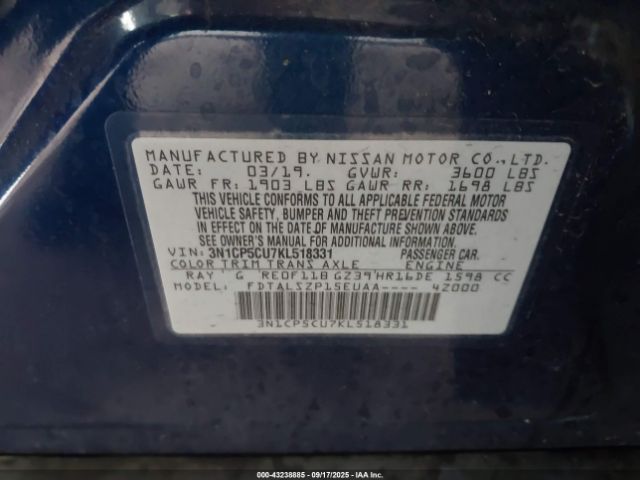 MANUFACTURED BY NISSAN MOTOR CO., LTD.
DATE: 03/19. GVWR: 3600 LBS
GAWR FR: 1903 LBS GAWR RR: 1698 LBS
THIS VEHICLE CONFORMS TO ALL APPLICABLE FEDERAL MOTOR
VEHICLE SAFETY, BUMPER AND THEFT PREVENTION STANDARDS
IN EFFECT ON THE DATE OF MANUFACTURE SHOWN ABOVE.
SEE OWNER'S MANUAL FOR ADDITIONAL INFORMATION.
VIN: 3N1CP5CU7KL518331 PASSENGER CAR.
COLOR TRIM TRANS AXLE ENGINE
RAY G RE0F11B GZ39 HR16DE 1598 CC
FDTALSZP15EUAA---- 42000
3N1CP5CU7KL518331
000-43238885 - 09/17/2025 - IAA Inc.